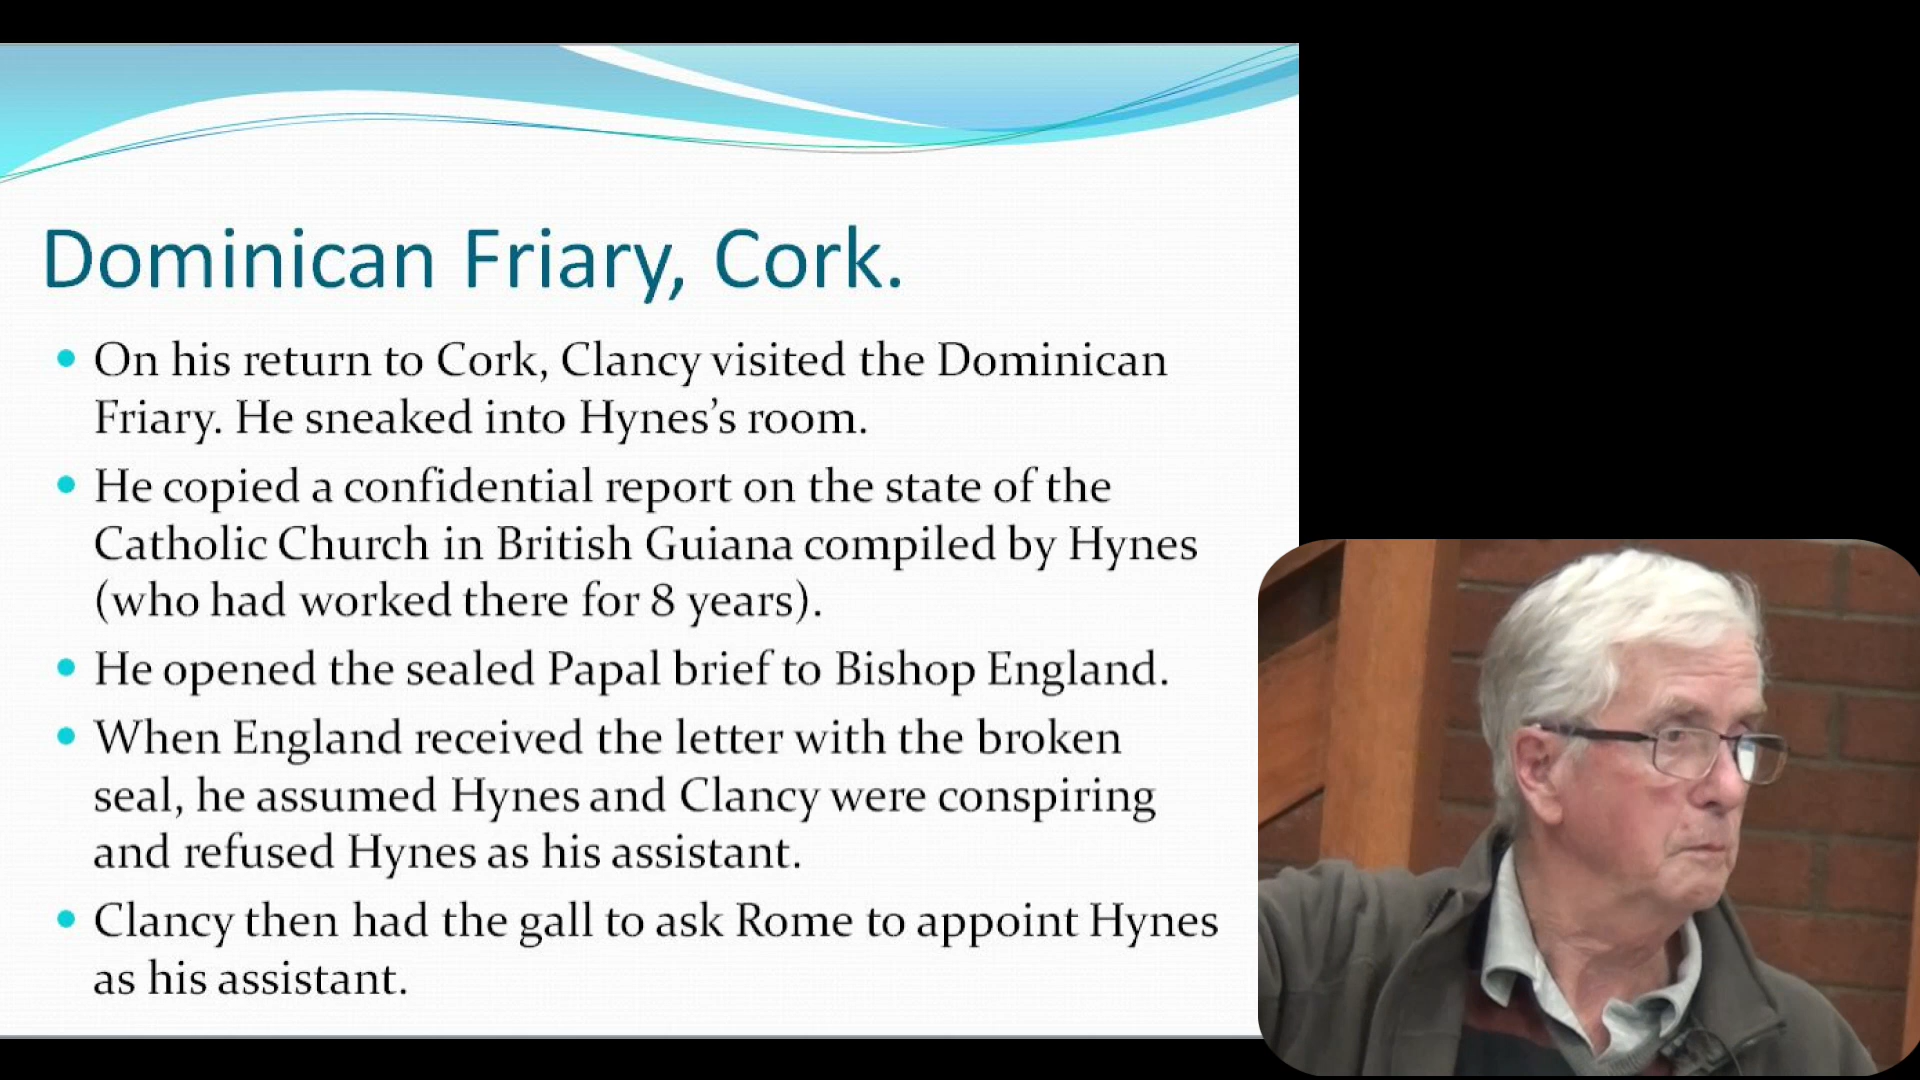 Dominican Friary, Cork.
On his return to Cork, Clancy visited the Dominican
Friary. He sneaked into Hynes’s room.
He copied a confidential report on the state of the
Catholic Church in British Guiana compiled by Hynes
(who had worked there for 8 years).
He opened the sealed Papal brief to Bishop England.
When England received the letter with the broken
seal, he assumed Hynes and Clancy were conspiring
and refused Hynes as his assistant.
Clancy then had the gall to ask Rome to appoint Hynes
as his assistant.